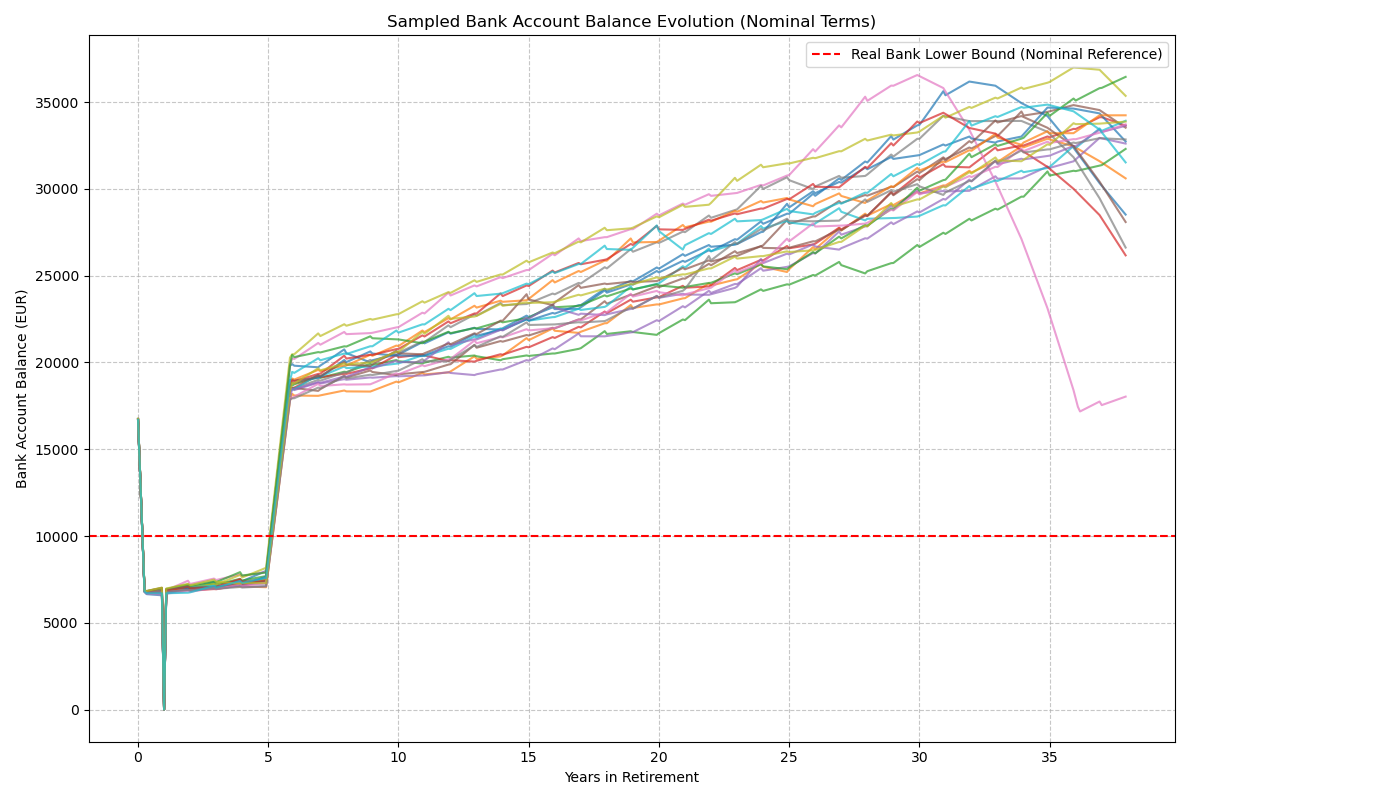 Sampled Bank Account Balance Evolution (Nominal Terms)
Real Bank Lower Bound (Nominal Reference)
Bank Account Balance (EUR)
35000
30000
25000
20000
15000
10000
5000
0
0 5 10 15 20 25 30 35
Years in Retirement